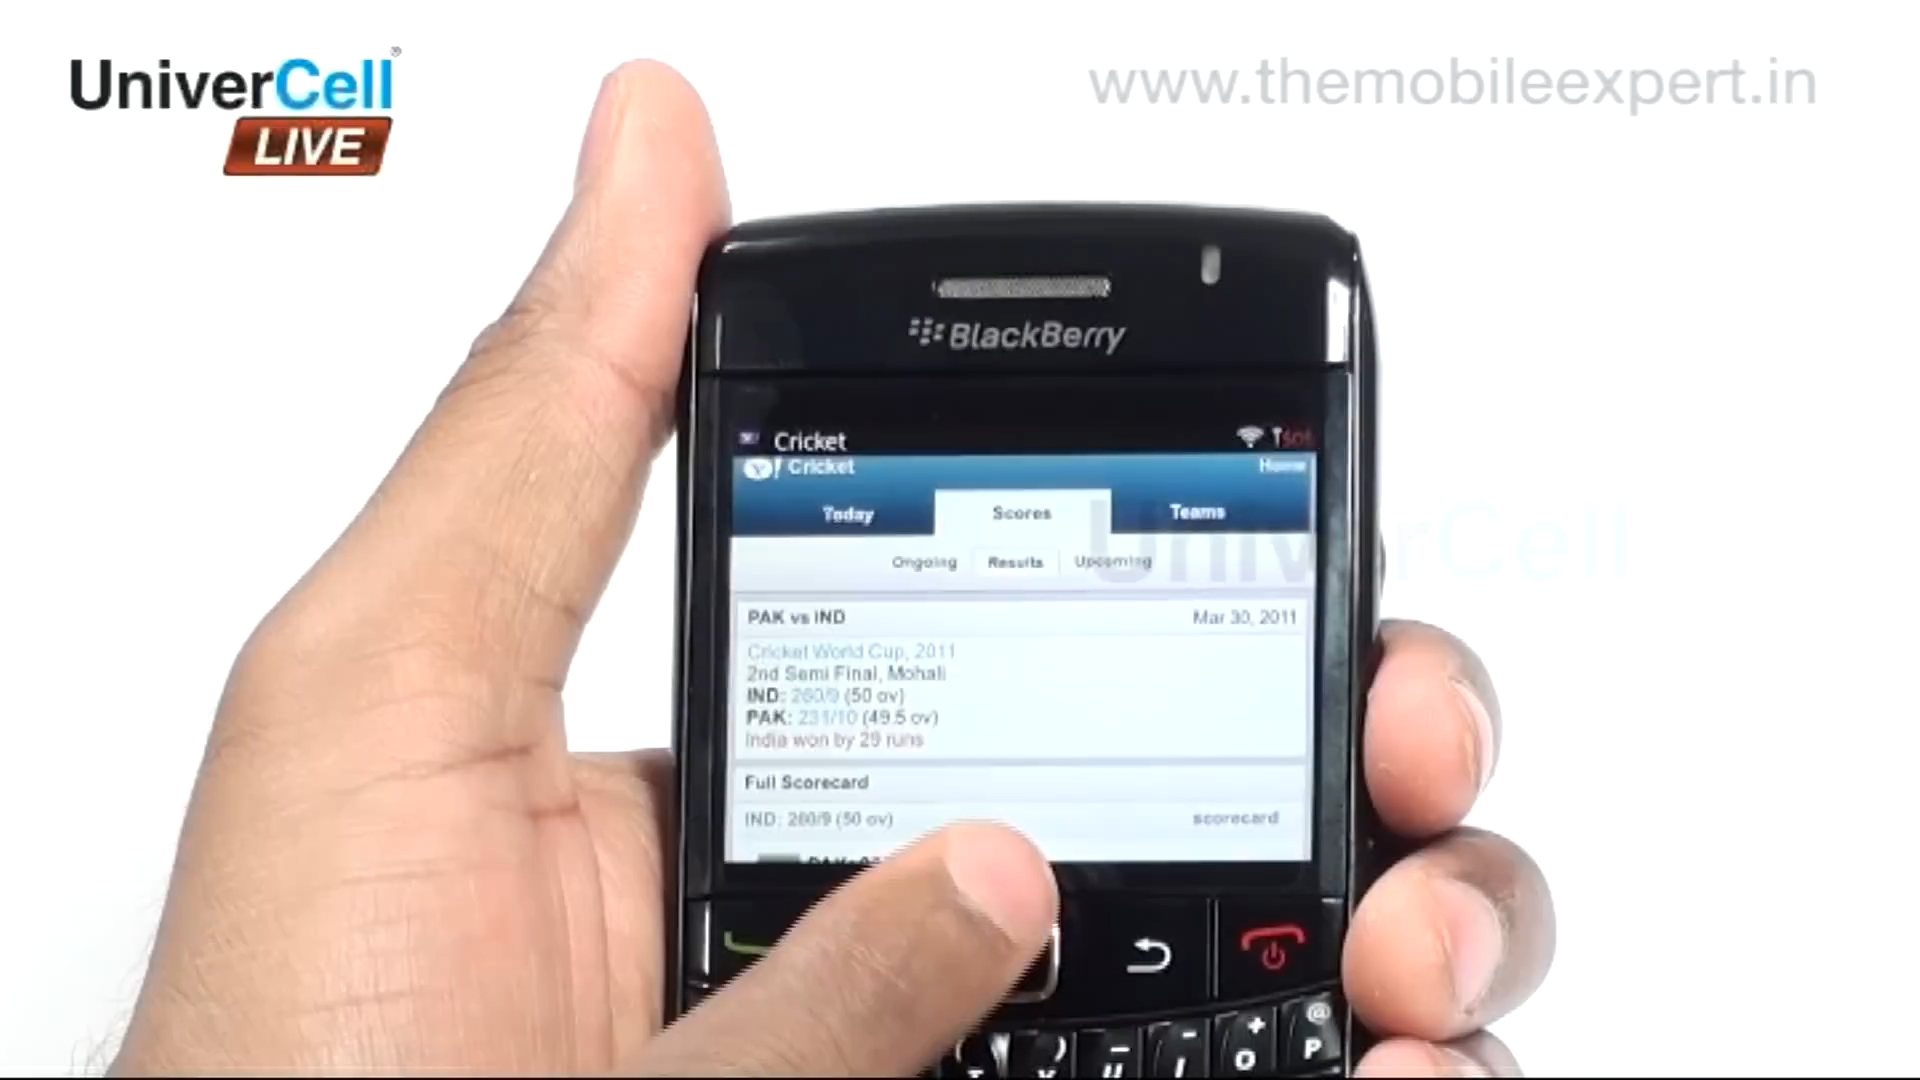 UniverCell®
LIVE
www.themobileexpert.in
BlackBerry
Cricket
SOS
Y! Cricket
Home
Today
Scores
Teams
UniverCell
Ongoing
Results
Upcoming
PAK vs IND
Mar 30, 2011
Cricket World Cup, 2011
2nd Semi Final, Mohali
IND: 260/9 (50 ov)
PAK: 231/10 (49.5 ov)
India won by 29 runs
Full Scorecard
IND: 260/9 (50 ov)
scorecard
U
I
O
P
@
+